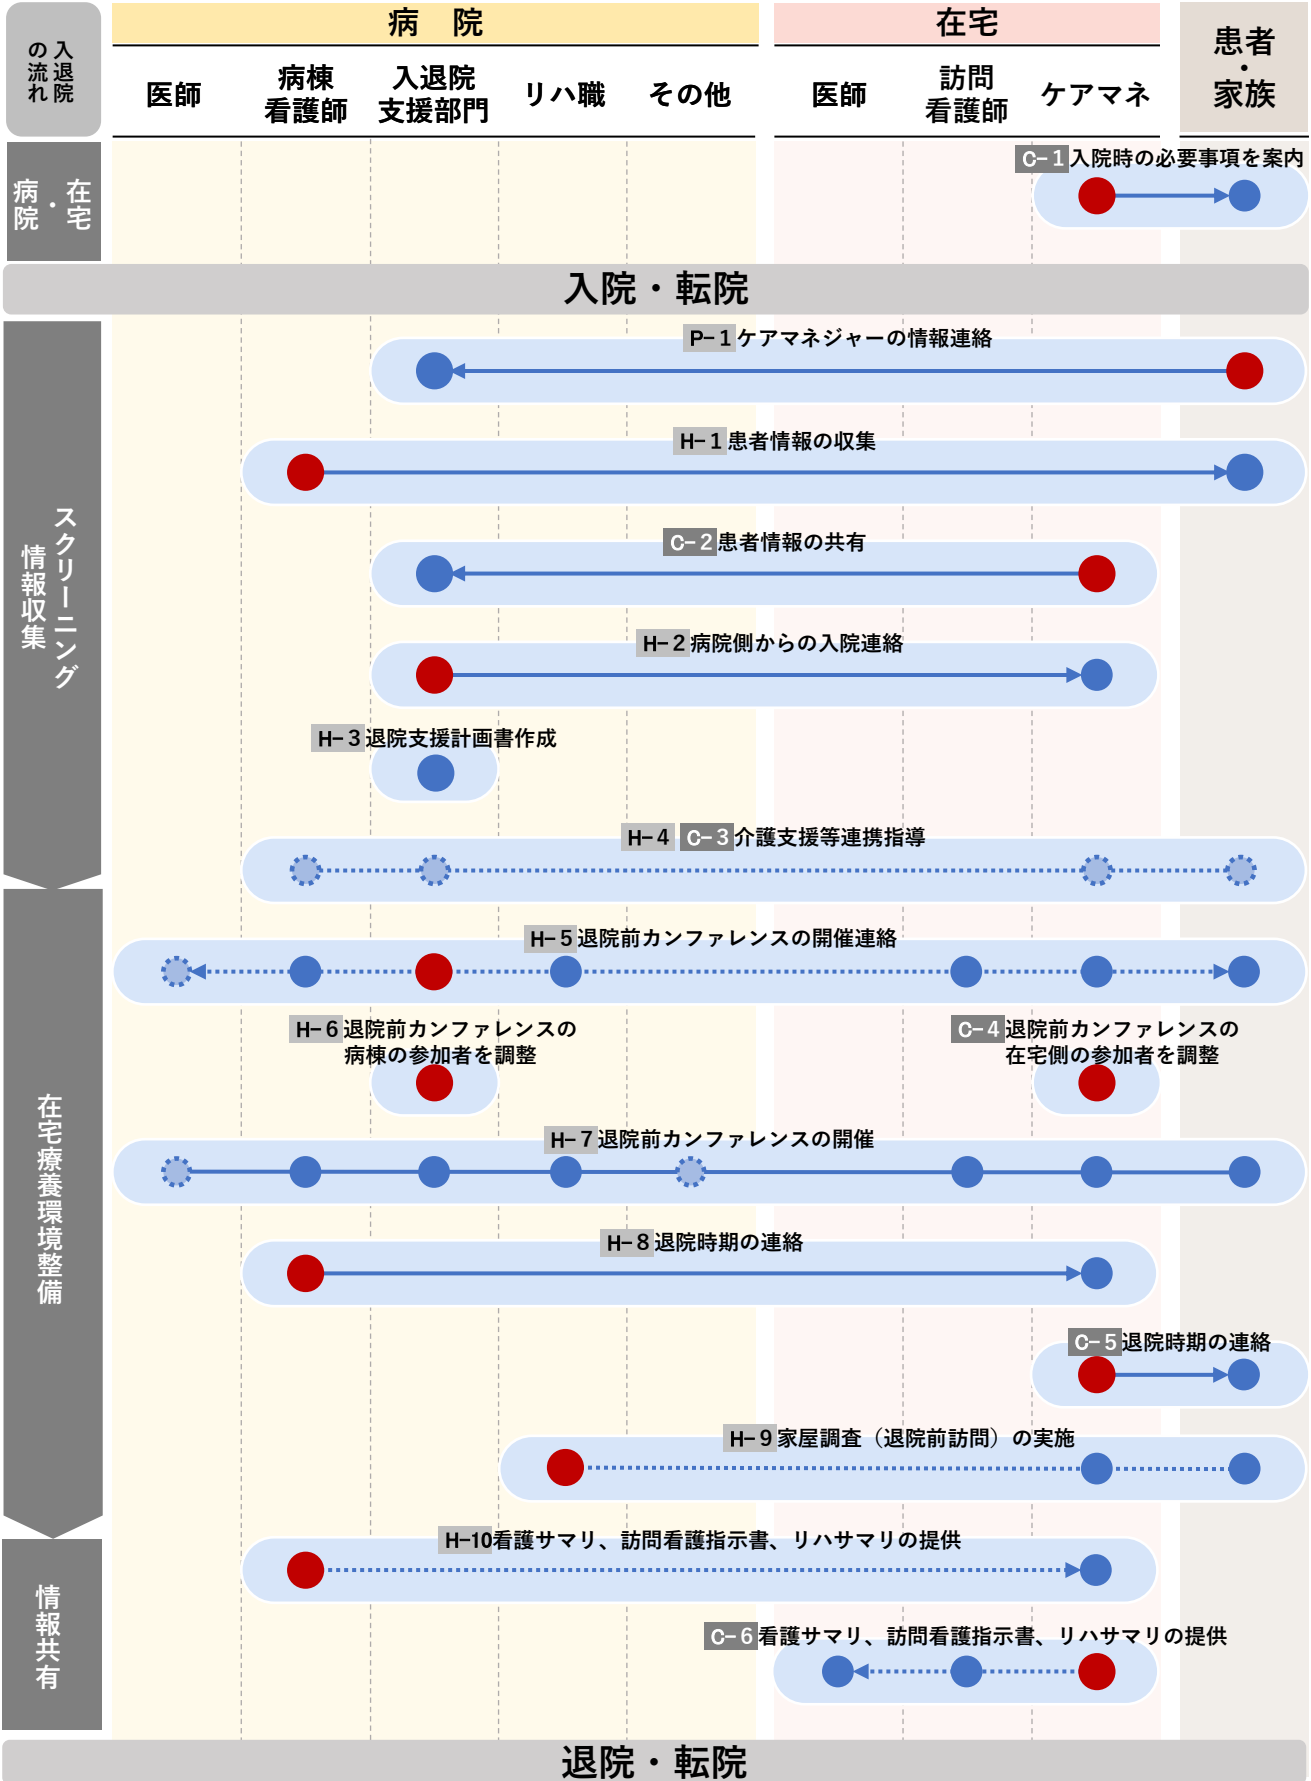 入退院
の流れ
病　院
在宅
患者
・
家族
医師
病棟
看護師
入退院
支援部門
リハ職
その他
医師
訪問
看護師
ケアマネ
在宅
・
病院
C-1 入院時の必要事項を案内
入院・転院
スクリーニング
情報収集
P-1 ケアマネジャーの情報連絡
H-1 患者情報の収集
C-2 患者情報の共有
H-2 病院側からの入院連絡
H-3 退院支援計画書作成
H-4 C-3 介護支援等連携指導
在宅療養環境整備
H-5 退院前カンファレンスの開催連絡
H-6 退院前カンファレンスの
病棟の参加者を調整
C-4 退院前カンファレンスの
在宅側の参加者を調整
H-7 退院前カンファレンスの開催
H-8 退院時期の連絡
C-5 退院時期の連絡
H-9 家屋調査（退院前訪問）の実施
情報共有
H-10 看護サマリ、訪問看護指示書、リハサマリの提供
C-6 看護サマリ、訪問看護指示書、リハサマリの提供
退院・転院